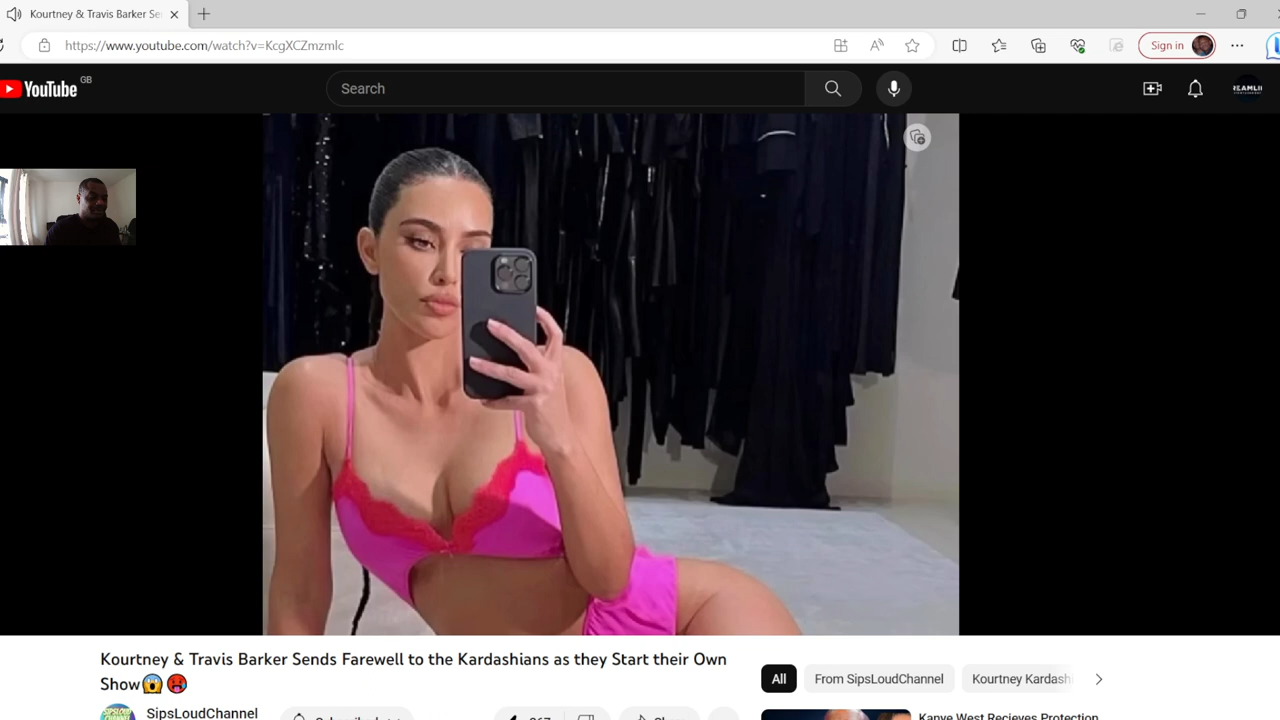 Kourtney & Travis Barker Se
https://www.youtube.com/watch?v=KcgXCZmzmlc
Sign in
YouTube GB
Search
Kourtney & Travis Barker Sends Farewell to the Kardashians as they Start their Own
Show😱🥵
All
From SipsLoudChannel
Kourtney Kardash
SipsLoudChannel
Kanye West Recieves Protection